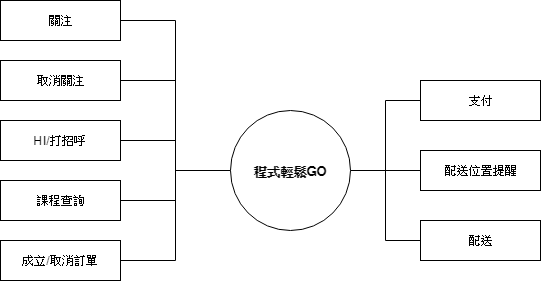 關注
取消關注
HI/打招呼
課程查詢
成立/取消訂單
程式輕鬆GO
支付
配送位置提醒
配送